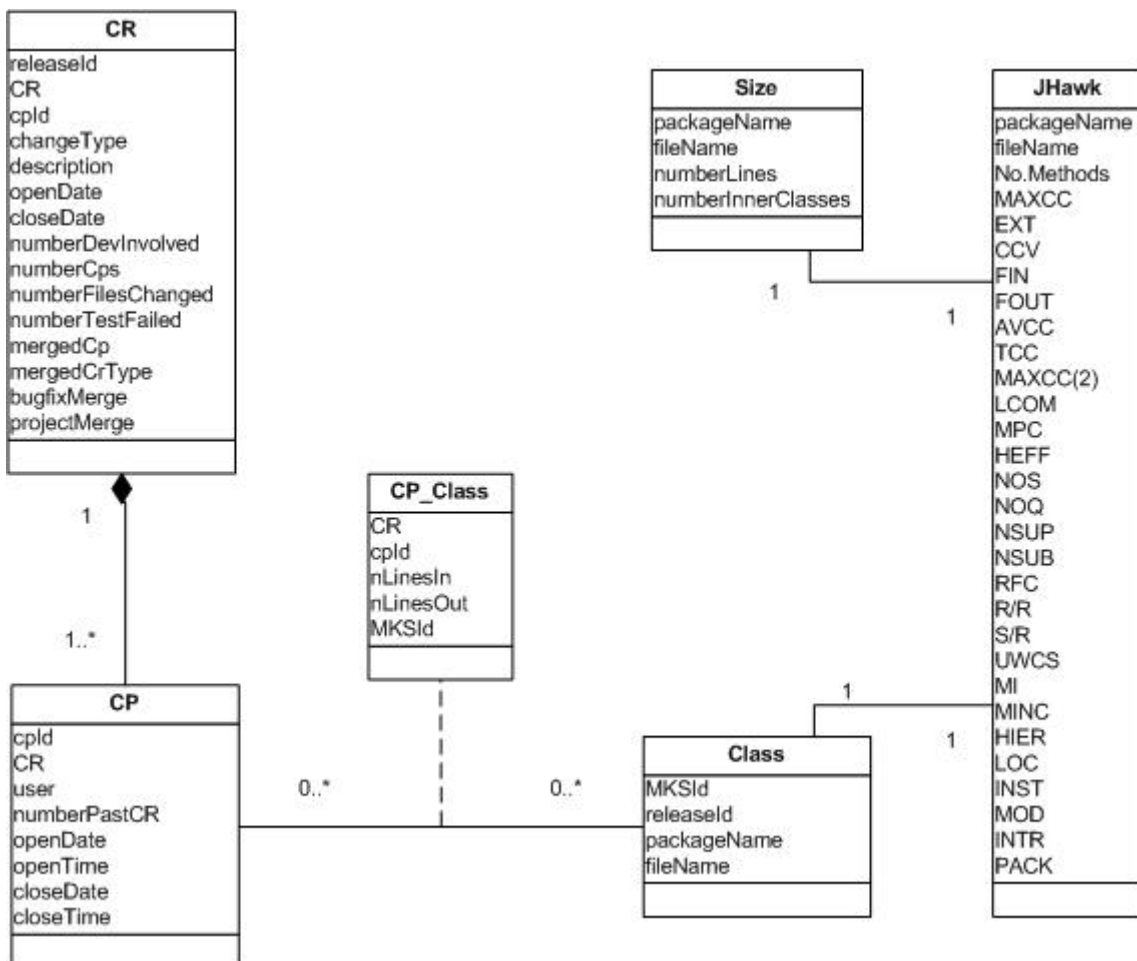 CR
releaseId
CR
cpId
changeType
description
openDate
closeDate
numberDevInvolved
numberCps
numberFilesChanged
numberTestFailed
mergedCp
mergedCrType
bugfixMerge
projectMerge
1
1..*
CP
cpId
CR
user
numberPastCR
openDate
openTime
closeDate
closeTime
CP_Class
CR
cpId
nLinesIn
nLinesOut
MKSId
0..*
0..*
Size
packageName
fileName
numberLines
numberInnerClasses
1
1
Class
MKSId
releaseId
packageName
fileName
1
1
JHawk
packageName
fileName
No.Methods
MAXCC
EXT
CCV
FIN
FOUT
AVCC
TCC
MAXCC(2)
LCOM
MPC
HEFF
NOS
NOQ
NSUP
NSUB
RFC
R/R
S/R
UWCS
MI
MINC
HIER
LOC
INST
MOD
INTR
PACK